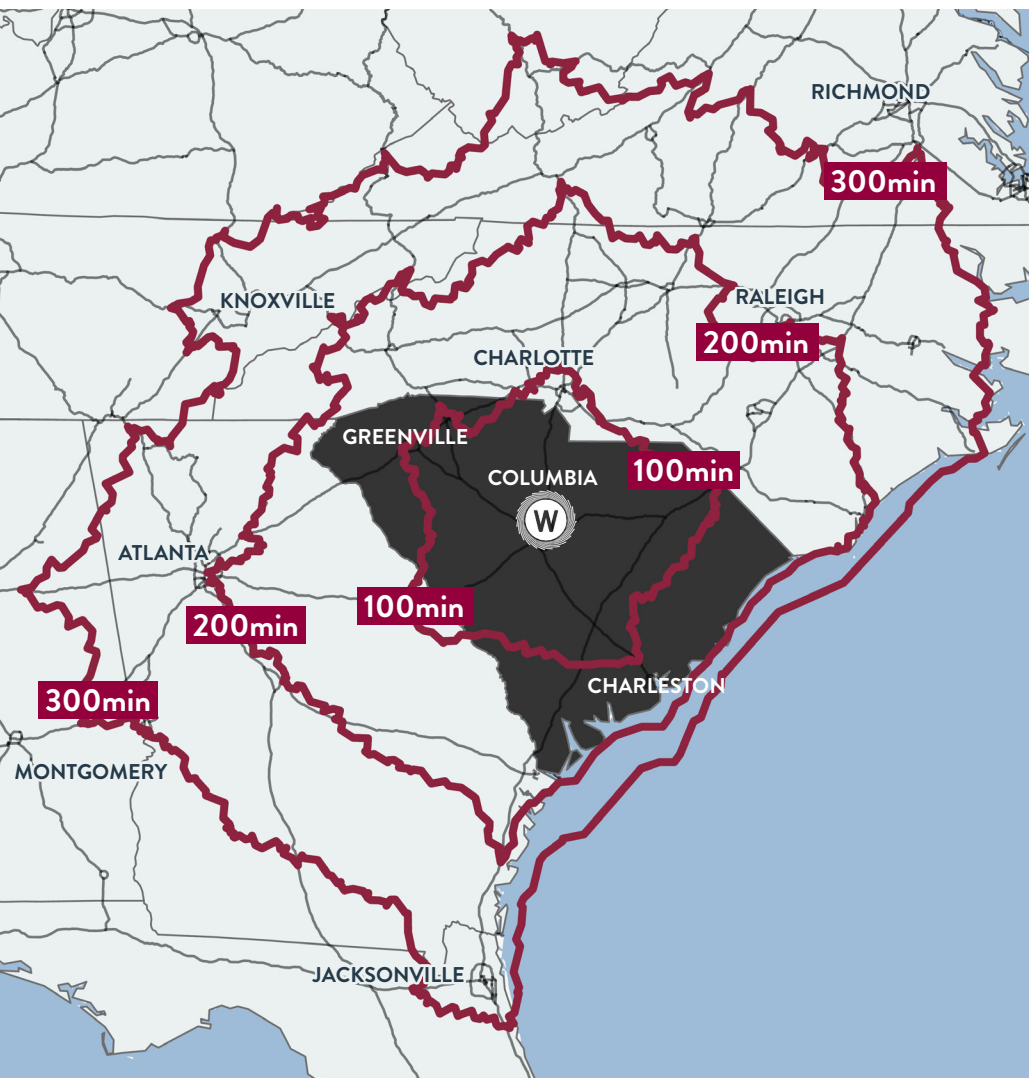 RICHMOND
300min
KNOXVILLE
RALEIGH
200min
CHARLOTTE
GREENVILLE
COLUMBIA
100min
W
ATLANTA
100min
200min
CHARLESTON
300min
MONTGOMERY
JACKSONVILLE